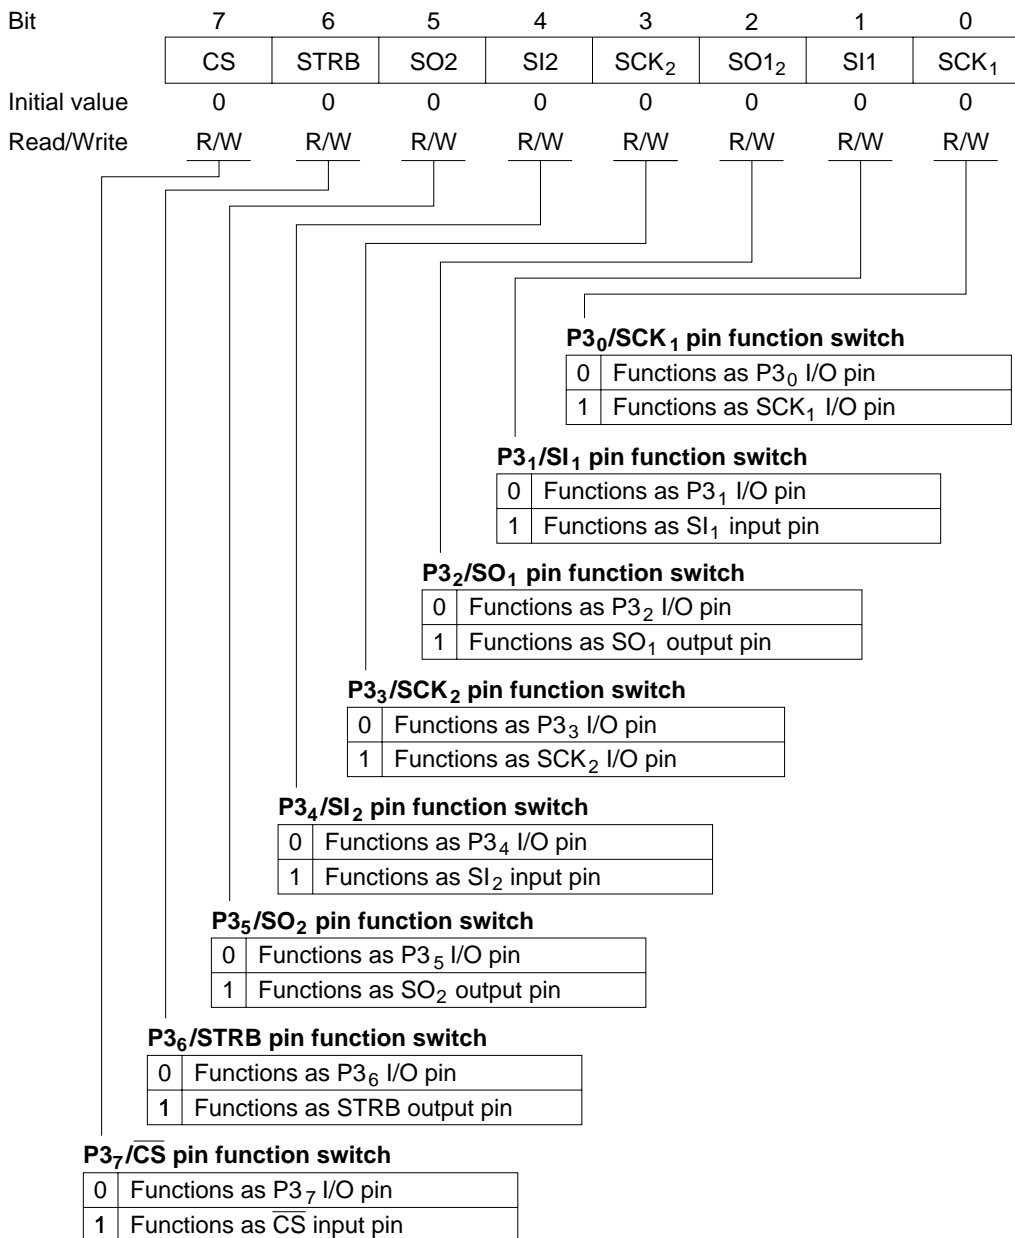 Bit 7 6 5 4 3 2 1 0
CS STRB SO2 SI2 SCK₂ SO1₂ SI1 SCK₁
Initial value 0 0 0 0 0 0 0 0
Read/Write R/W R/W R/W R/W R/W R/W R/W R/W
P3₀/SCK₁ pin function switch
0 Functions as P3₀ I/O pin
1 Functions as SCK₁ I/O pin
P3₁/SI₁ pin function switch
0 Functions as P3₁ I/O pin
1 Functions as SI₁ input pin
P3₂/SO₁ pin function switch
0 Functions as P3₂ I/O pin
1 Functions as SO₁ output pin
P3₃/SCK₂ pin function switch
0 Functions as P3₃ I/O pin
1 Functions as SCK₂ I/O pin
P3₄/SI₂ pin function switch
0 Functions as P3₄ I/O pin
1 Functions as SI₂ input pin
P3₅/SO₂ pin function switch
0 Functions as P3₅ I/O pin
1 Functions as SO₂ output pin
P3₆/STRB pin function switch
0 Functions as P3₆ I/O pin
1 Functions as STRB output pin
P3₇/C̅S̅ pin function switch
0 Functions as P3₇ I/O pin
1 Functions as C̅S̅ input pin